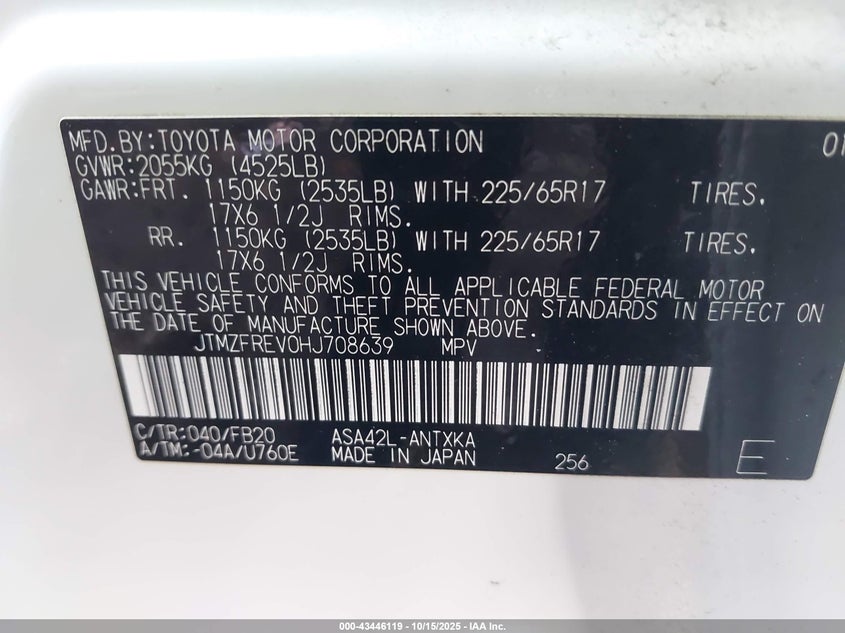 MFD.BY:TOYOTA MOTOR CORPORATION 01
GVWR:2055KG (4525LB)
GAWR:FRT. 1150KG (2535LB) WITH 225/65R17 TIRES.
17X6 1/2J RIMS.
RR. 1150KG (2535LB) WITH 225/65R17 TIRES.
17X6 1/2J RIMS.
THIS VEHICLE CONFORMS TO ALL APPLICABLE FEDERAL MOTOR
VEHICLE SAFETY AND THEFT PREVENTION STANDARDS IN EFFECT ON
THE DATE OF MANUFACTURE SHOWN ABOVE.
JTMZFREV0HJ708639 MPV
C/TR:040/FB20 ASA42L-ANTXKA
A/TM:-04A/U760E MADE IN JAPAN 256 E
000-43446119 - 10/15/2025 - IAA Inc.